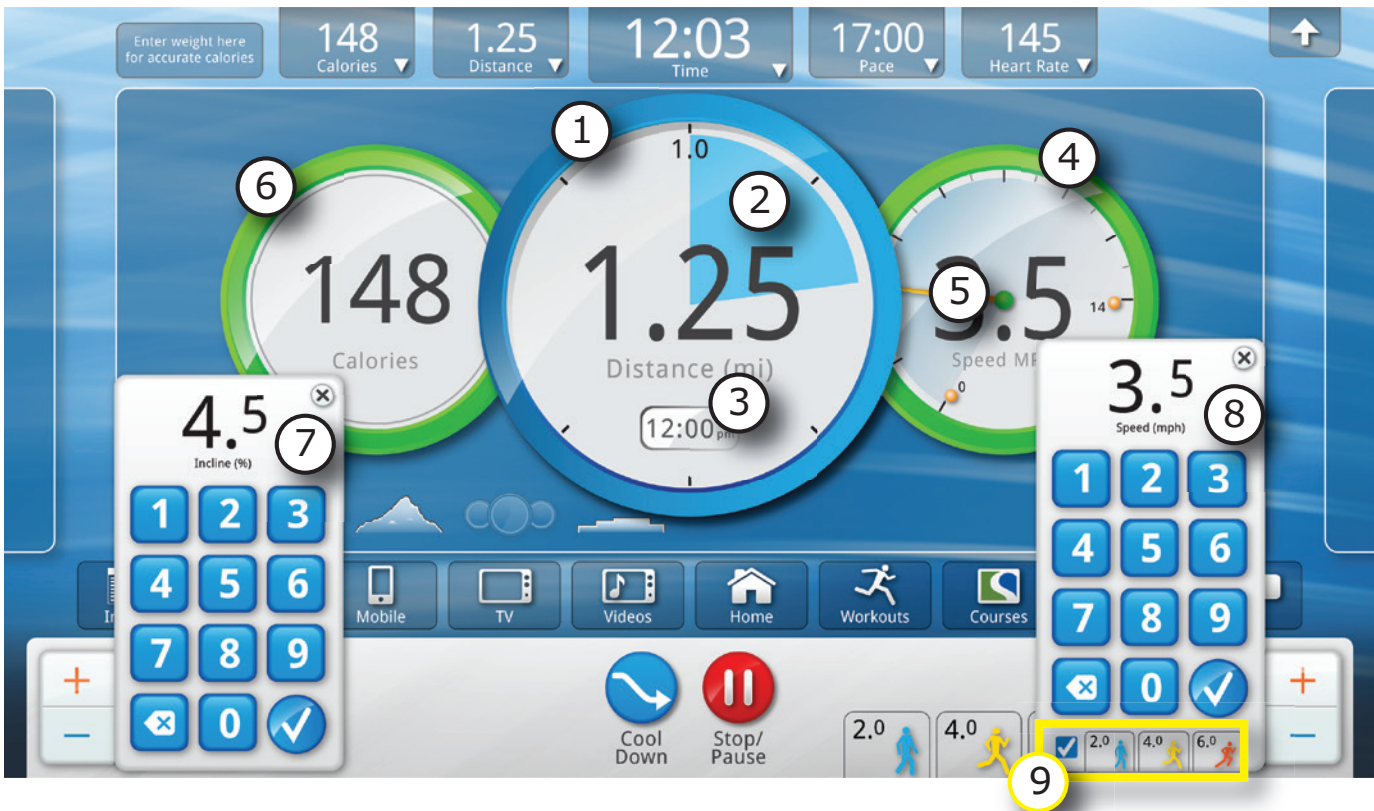 Enter weight here
for accurate calories
148
Calories
1.25
Distance
12:03
Time
17:00
Pace
145
Heart Rate
1
1.0
6
2
4
148
Calories
1.25
Distance (mi)
3
12:00pm
5
3.5
14
0
4.5
Incline (%)
7
1 2 3
4 5 6
7 8 9
0
3.5
Speed (mph)
8
1 2 3
4 5 6
7 8 9
0
Mobile
TV
Videos
Home
Workouts
Courses
+
−
Cool
Down
Stop/
Pause
2.0
4.0
2.0
4.0
6.0
+
−
9